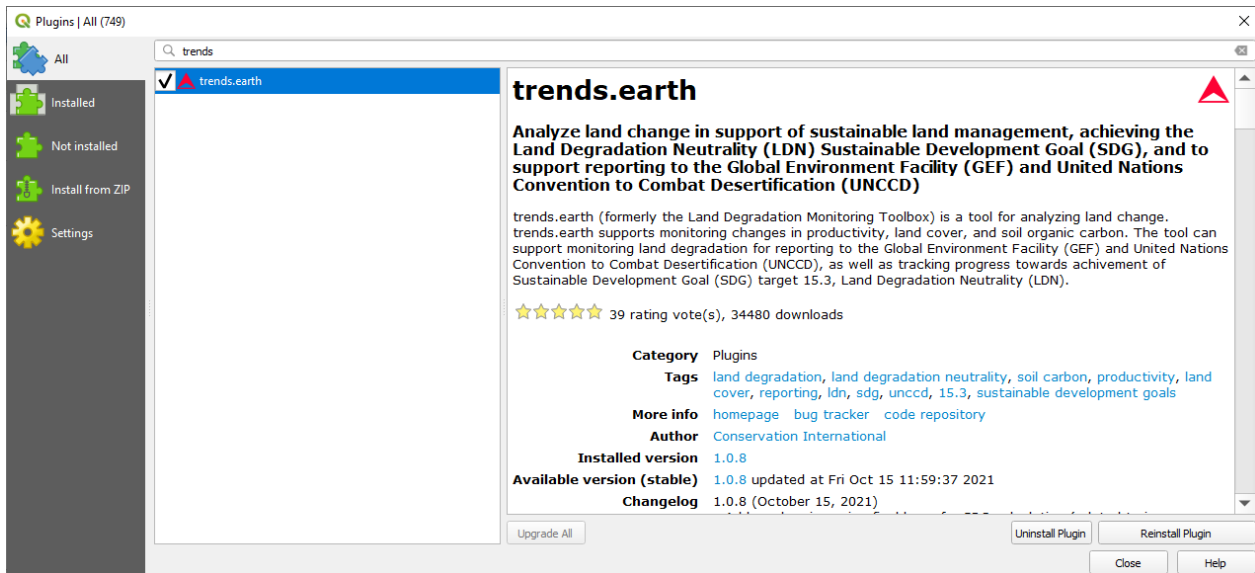 Plugins | All (749)
All
trends
Installed
Not installed
Install from ZIP
Settings
trends.earth
trends.earth
Analyze land change in support of sustainable land management, achieving the
Land Degradation Neutrality (LDN) Sustainable Development Goal (SDG), and to
support reporting to the Global Environment Facility (GEF) and United Nations
Convention to Combat Desertification (UNCCD)
trends.earth (formerly the Land Degradation Monitoring Toolbox) is a tool for analyzing land change.
trends.earth supports monitoring changes in productivity, land cover, and soil organic carbon. The tool can
support monitoring land degradation for reporting to the Global Environment Facility (GEF) and United Nations
Convention to Combat Desertification (UNCCD), as well as tracking progress towards achivement of
Sustainable Development Goal (SDG) target 15.3, Land Degradation Neutrality (LDN).
39 rating vote(s), 34480 downloads
Category Plugins
Tags land degradation, land degradation neutrality, soil carbon, productivity, land
cover, reporting, ldn, sdg, unccd, 15.3, sustainable development goals
More info homepage bug tracker code repository
Author Conservation International
Installed version 1.0.8
Available version (stable) 1.0.8 updated at Fri Oct 15 11:59:37 2021
Changelog 1.0.8 (October 15, 2021)
Upgrade All
Uninstall Plugin
Reinstall Plugin
Close
Help